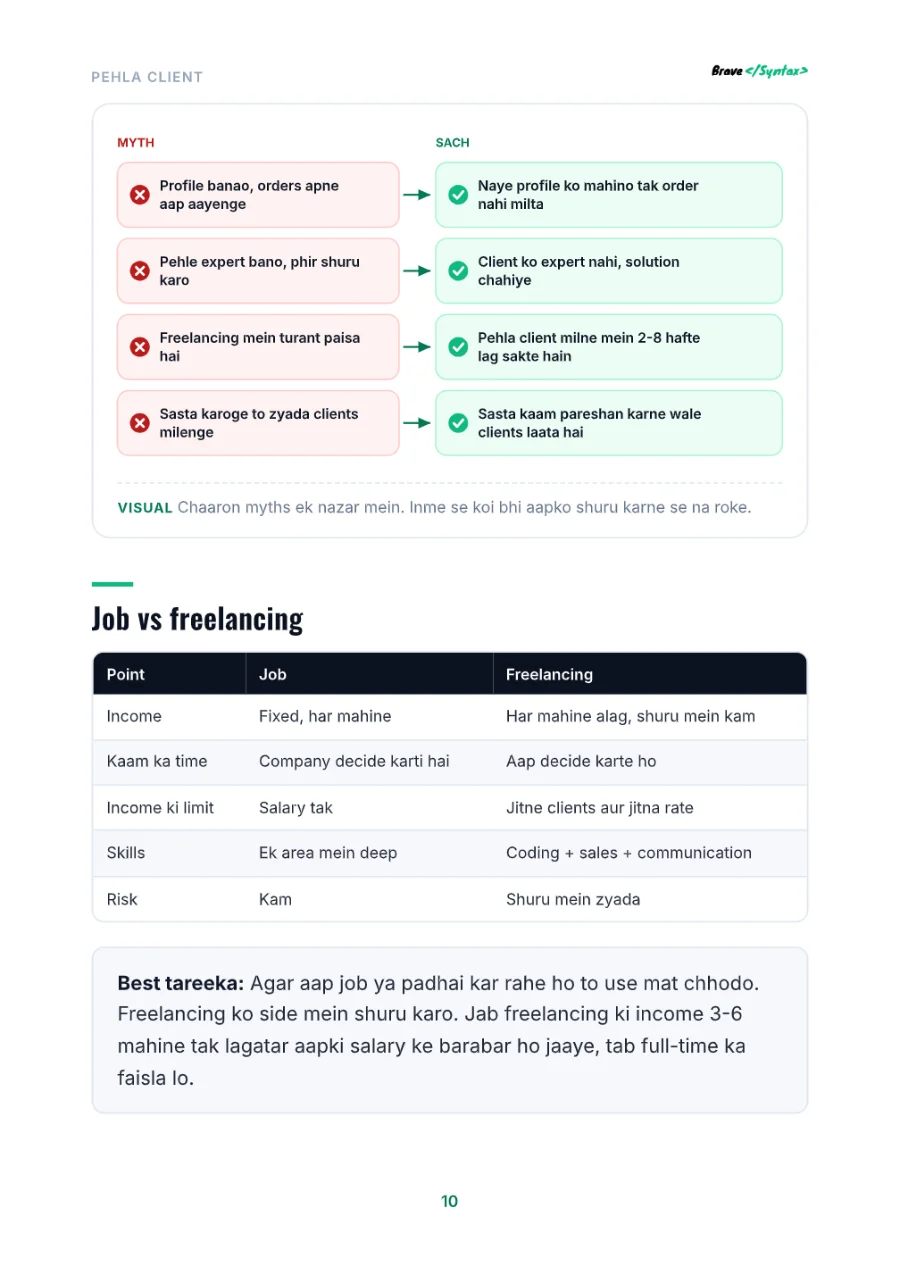 PEHLA CLIENT
Brave </Syntax>
MYTH
SACH
Profile banao, orders apne
aap aayenge
Naye profile ko mahino tak order
nahi milta
Pehle expert bano, phir shuru
karo
Client ko expert nahi, solution
chahiye
Freelancing mein turant paisa
hai
Pehla client milne mein 2-8 hafte
lag sakte hain
Sasta karoge to zyada clients
milenge
Sasta kaam pareshan karne wale
clients laata hai
VISUAL Chaaron myths ek nazar mein. Inme se koi bhi aapko shuru karne se na roke.
Job vs freelancing
Point Job Freelancing
Income Fixed, har mahine Har mahine alag, shuru mein kam
Kaam ka time Company decide karti hai Aap decide karte ho
Income ki limit Salary tak Jitne clients aur jitna rate
Skills Ek area mein deep Coding + sales + communication
Risk Kam Shuru mein zyada
Best tareeka: Agar aap job ya padhai kar rahe ho to use mat chhodo.
Freelancing ko side mein shuru karo. Jab freelancing ki income 3-6
mahine tak lagatar aapki salary ke barabar ho jaaye, tab full-time ka
faisla lo.
10